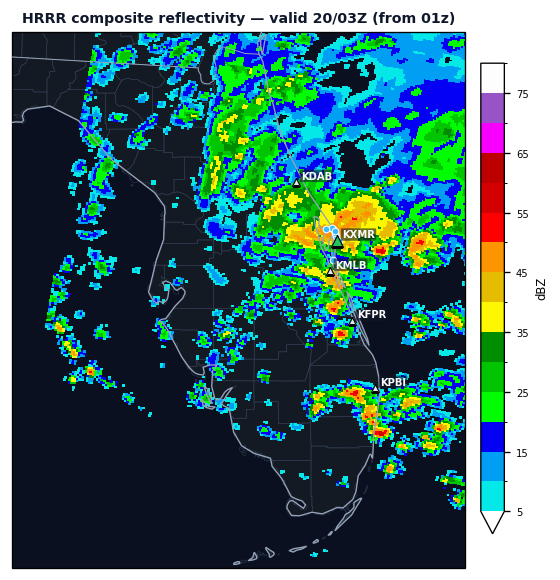 HRRR composite reflectivity — valid 20/03Z (from 01z)
KDAB
KXMR
KMLB
KFPR
KPBI
75
65
55
45
35
25
15
5
dBZ